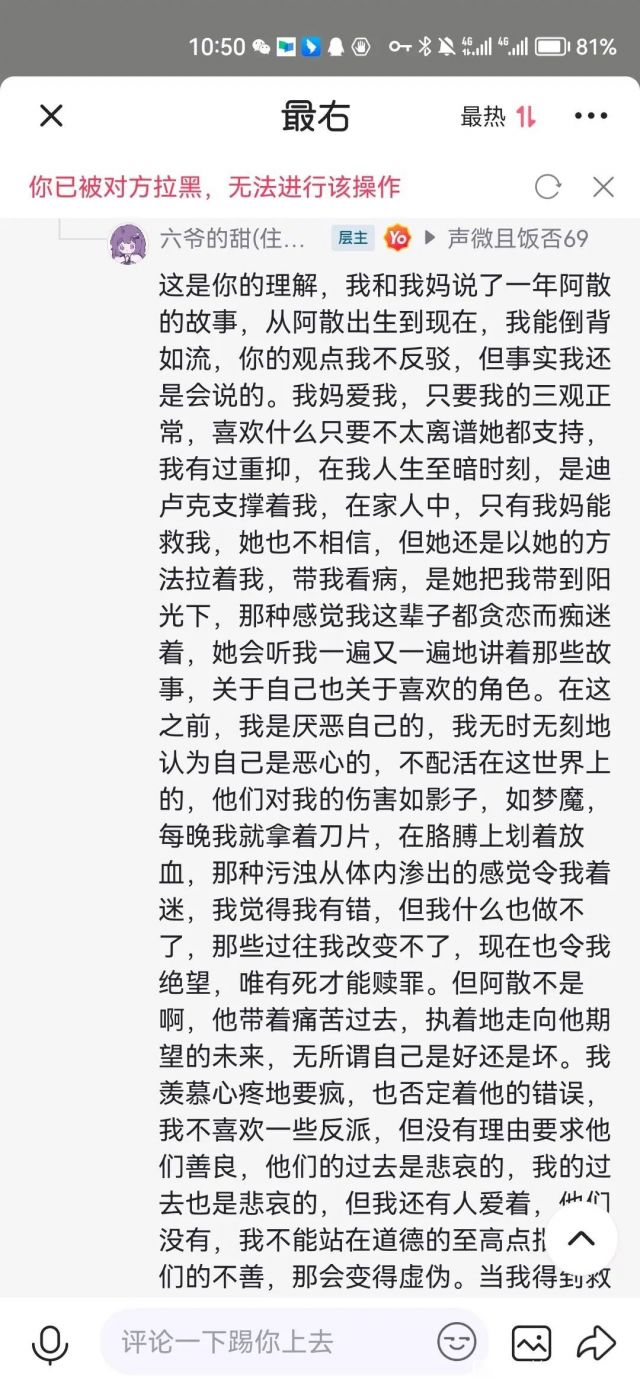 10:50
4G
4G
81%
最右
最热
你已被对方拉黑，无法进行该操作
六爷的甜(住...
层主
Yo
声微且饭否69
这是你的理解，我和我妈说了一年阿散
的故事，从阿散出生到现在，我能倒背
如流，你的观点我不反驳，但事实我还
是会说的。我妈爱我，只要我的三观正
常，喜欢什么只要不太离谱她都支持，
我有过重抑，在我人生至暗时刻，是迪
卢克支撑着我，在家人中，只有我妈能
救我，她也不相信，但她还是以她的方
法拉着我，带我看病，是她把我带到阳
光下，那种感觉我这辈子都贪恋而痴迷
着，她会听我一遍又一遍地讲着那些故
事，关于自己也关于喜欢的角色。在这
之前，我是厌恶自己的，我无时无刻地
认为自己是恶心的，不配活在这世界上
的，他们对我的伤害如影子，如梦魔，
每晚我就拿着刀片，在胳膊上划着放
血，那种污浊从体内渗出的感觉令我着
迷，我觉得我有错，但我什么也做不
了，那些过往我改变不了，现在也令我
绝望，唯有死才能赎罪。但阿散不是
啊，他带着痛苦过去，执着地走向他期
望的未来，无所谓自己是好还是坏。我
羡慕心疼地要疯，也否定着他的错误，
我不喜欢一些反派，但没有理由要求他
们善良，他们的过去是悲哀的，我的过
去也是悲哀的，但我还有人爱着，他们
没有，我不能站在道德的至高点
们的不善，那会变得虚伪。当我得到救
评论一下踢你上去